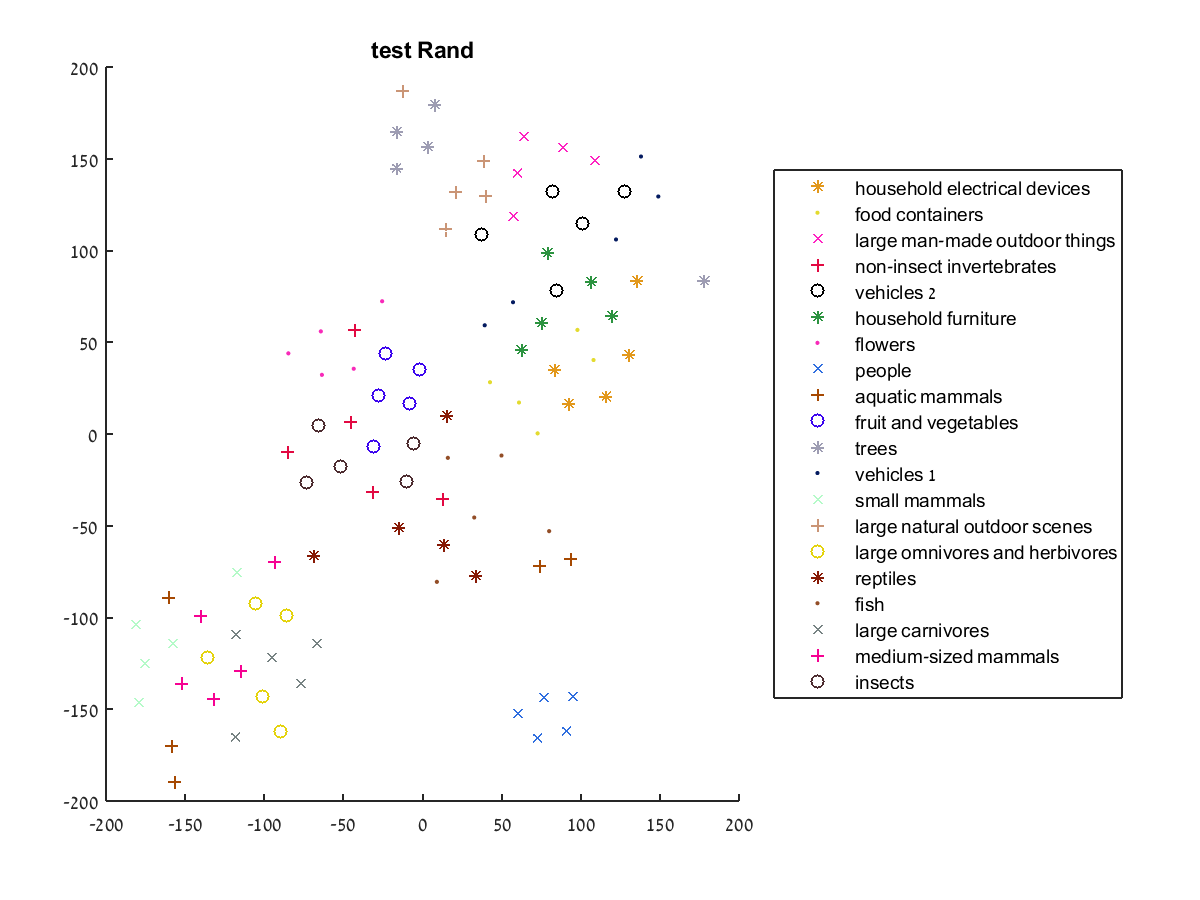 test Rand
200
150
100
50
0
-50
-100
-150
-200
-200 -150 -100 -50 0 50 100 150 200
household electrical devices
food containers
large man-made outdoor things
non-insect invertebrates
vehicles 2
household furniture
flowers
people
aquatic mammals
fruit and vegetables
trees
vehicles 1
small mammals
large natural outdoor scenes
large omnivores and herbivores
reptiles
fish
large carnivores
medium-sized mammals
insects